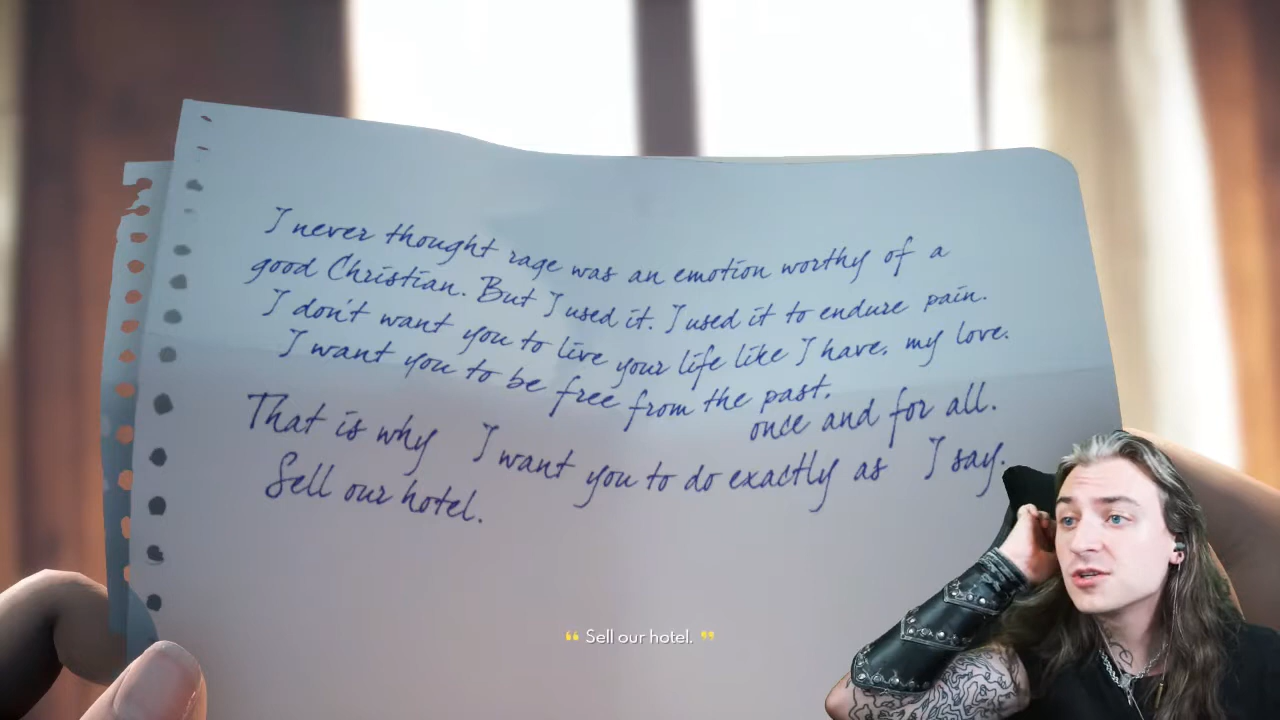 I never thought rage was an emotion worthy of a
good Christian. But I used it. I used it to endure pain.
I don't want you to live your life like I have, my love.
I want you to be free from the past,
once and for all.
That is why I want you to do exactly as I say.
Sell our hotel.
“ Sell our hotel. ”